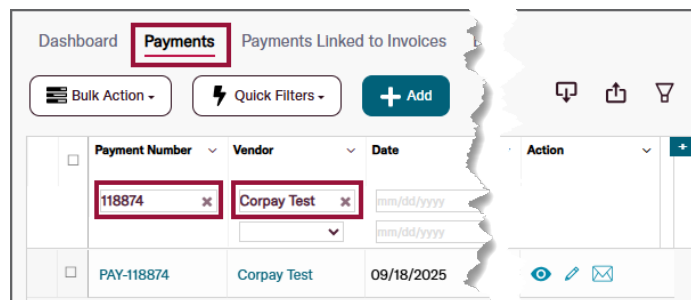 Dashboard Payments Payments Linked to Invoices
Bulk Action Quick Filters + Add
Payment Number Vendor Date Action +
118874 × Corpay Test × mm/dd/yyyy
mm/dd/yyyy
PAY-118874 Corpay Test 09/18/2025